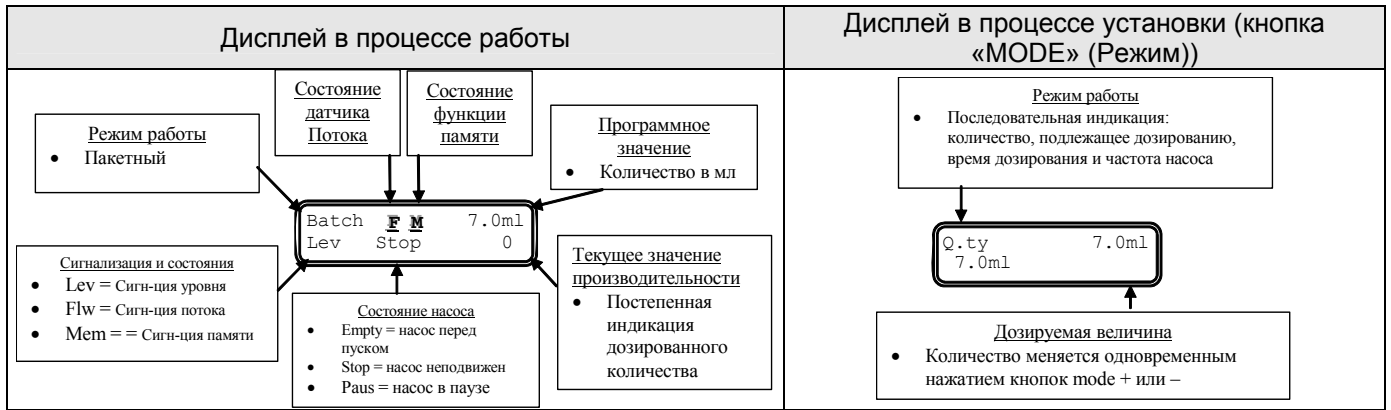 Дисплей в процессе работы
Дисплей в процессе установки (кнопка
«MODE» (Режим))
Режим работы
• Пакетный
Состояние
датчика
Потока
Состояние
функции
памяти
Программное
значение
• Количество в мл
Batch F M 7.0ml
Lev Stop 0
Сигнализация и состояния
• Lev = Сигн-ция уровня
• Flw = Сигн-ция потока
• Mem = = Сигн-ция памяти
Состояние насоса
• Empty = насос перед
пуском
• Stop = насос неподвижен
• Paus = насос в паузе
Текущее значение
производительности
• Постепенная
индикация
дозированного
количества
Режим работы
• Последовательная индикация:
количество, подлежащее дозированию,
время дозирования и частота насоса
Q.ty 7.0ml
7.0ml
Дозируемая величина
• Количество меняется одновременным
нажатием кнопок mode + или –